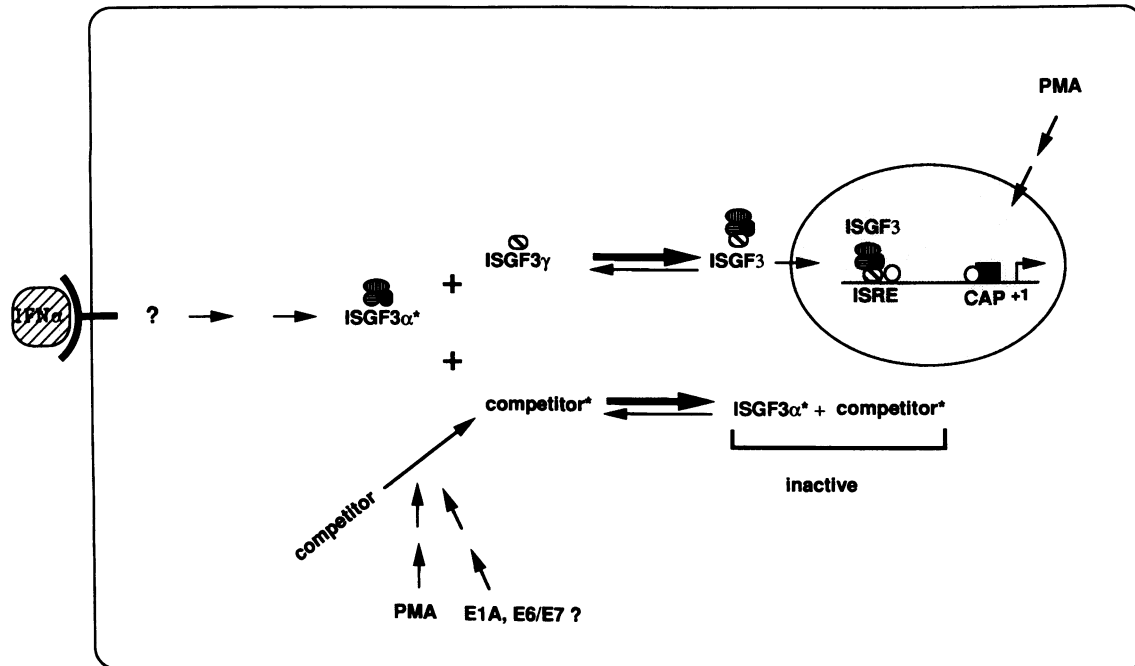 PMA
ISGF3
ISGF3γ
ISGF3
ISRE
CAP +1
IFNα
?
ISGF3α*
+
+
competitor*
ISGF3α* + competitor*
inactive
competitor
PMA
E1A, E6/E7 ?